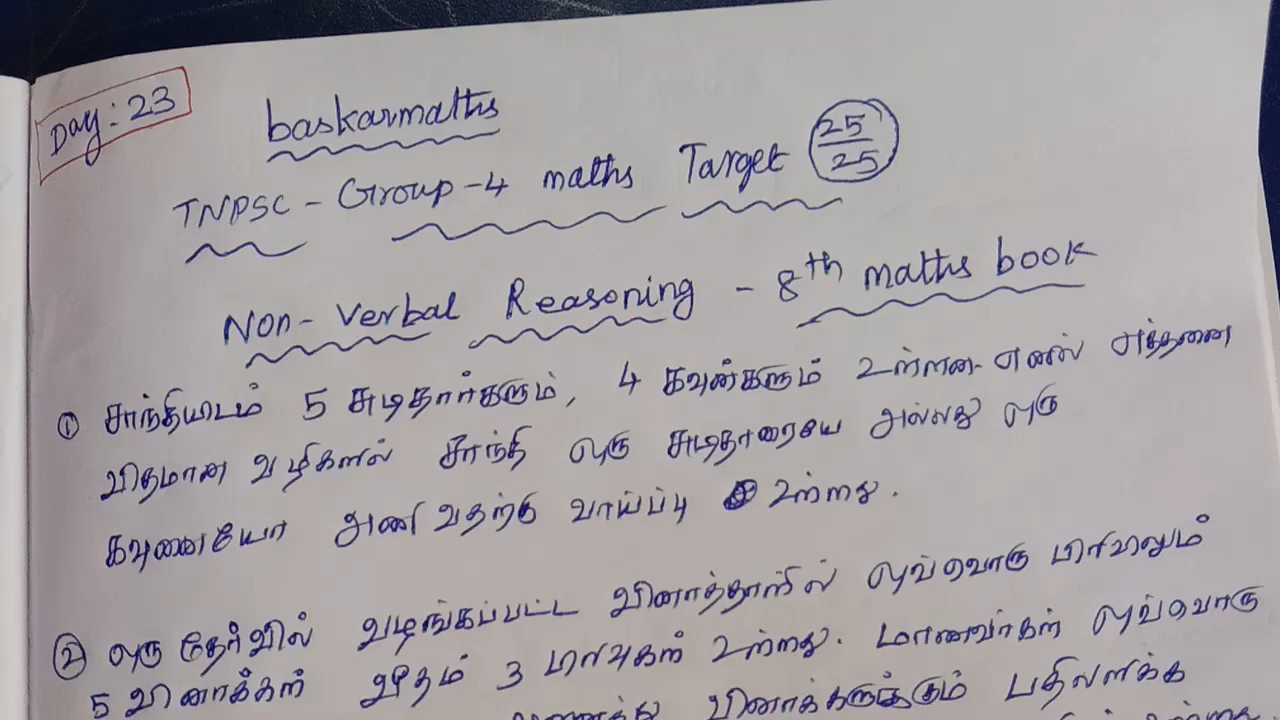 Day: 23
baskarmaths
TNPSC - Group-4 maths Target 25/25
Non-Verbal Reasoning - 8th maths book
① சாந்தியிடம் 5 சுடிதார்களும், 4 கவுன்களும் உள்ளன. எனில் எத்தனை
விதமான வழிகளில் சாந்தி ஒரு சுடிதாரையோ அல்லது ஒரு
கவுனையோ அணிவதற்கு வாய்ப்பு உள்ளது.
② ஒரு தேர்வில் வழங்கப்பட்ட வினாத்தாளில் ஒவ்வொரு பிரிவிலும்
5 வினாக்கள் வீதம் 3 பிரிவுகள் உள்ளது. மாணவர்கள் ஒவ்வொரு
வினாக்களுக்கும் பதிலளிக்க